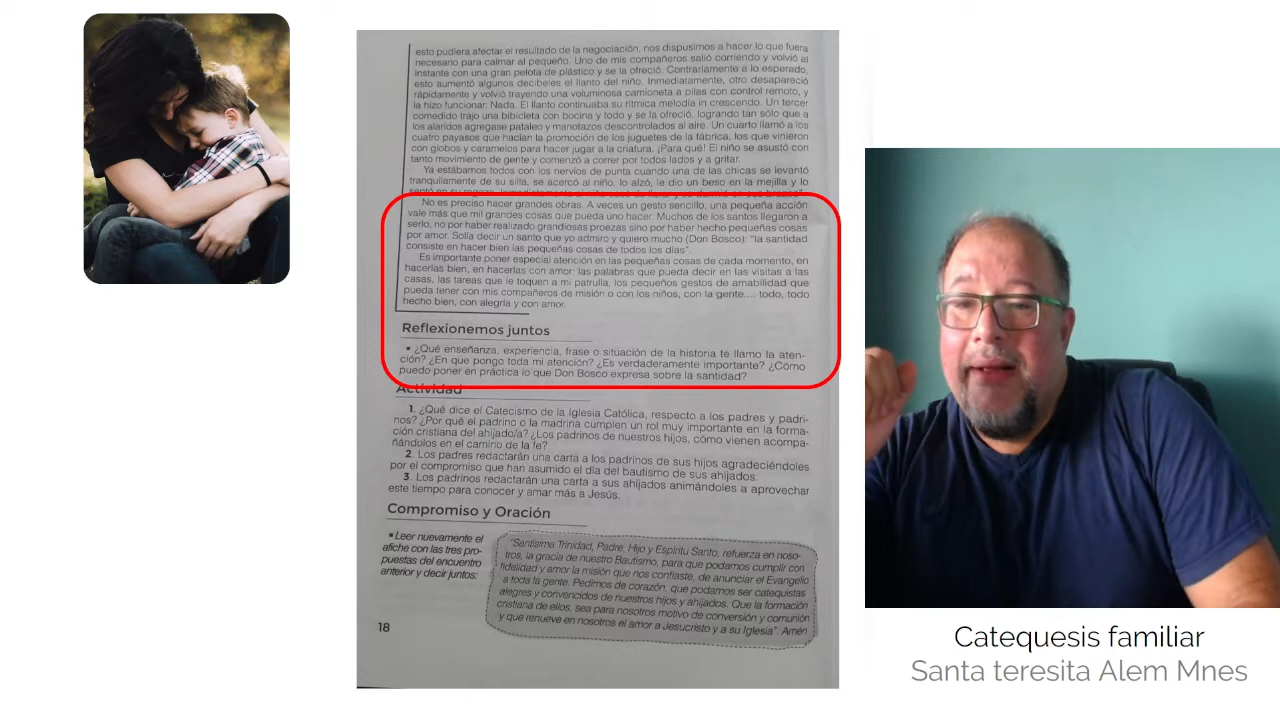 esto pudiera afectar el resultado de la negociación, nos dispusimos a hacer lo que fuera
necesario para calmar al pequeño. Uno de mis compañeros salió corriendo y volvió al
instante con una gran pelota de plástico y se la ofreció. Contrariamente a lo esperado,
esto aumentó algunos decibeles el llanto del niño. Inmediatamente, otro desapareció
rápidamente y volvió trayendo una voluminosa camioneta a pilas con control remoto, y
la hizo funcionar. Nada. El llanto continuaba su rítmica melodía in crescendo. Un tercer
comedido trajo una bibicleta con bocina y todo y se la ofreció, logrando tan sólo que a
los alaridos agregase pataleo y manotazos descontrolados al aire. Un cuarto llamó a los
cuatro payasos que hacían la promoción de los juguetes de la fábrica, los que vinieron
con globos y caramelos para hacer jugar a la criatura. ¡Para qué! El niño se asustó con
tanto movimiento de gente y comenzó a correr por todos lados y a gritar.
Ya estábamos todos con los nervios de punta cuando una de las chicas se levantó
tranquilamente de su silla, se acercó al niño, lo alzó, le dio un beso en la mejilla y lo
No es preciso hacer grandes obras. A veces un gesto sencillo, una pequeña acción
vale más que mil grandes cosas que pueda uno hacer. Muchos de los santos llegaron a
serlo, no por haber realizado grandiosas proezas sino por haber hecho pequeñas cosas
por amor. Solía decir un santo que yo admiro y quiero mucho (Don Bosco): "la santidad
consiste en hacer bien las pequeñas cosas de todos los días".
Es importante poner especial atención en las pequeñas cosas de cada momento, en
hacerlas bien, en hacerlas con amor: las palabras que pueda decir en las visitas a las
casas, las tareas que le toquen a mi patrulla, los pequeños gestos de amabilidad que
pueda tener con mis compañeros de misión o con los niños, con la gente.... todo, todo
hecho bien, con alegría y con amor.
Reflexionemos juntos
• ¿Qué enseñanza, experiencia, frase o situación de la historia te llamo la aten-
ción? ¿En que pongo toda mi atención? ¿Es verdaderamente importante? ¿Cómo
puedo poner en práctica lo que Don Bosco expresa sobre la santidad?
Actividad
1. ¿Qué dice el Catecismo de la Iglesia Católica, respecto a los padres y padri-
nos? ¿Por qué el padrino o la madrina cumplen un rol muy importante en la forma-
ción cristiana del ahijado/a? ¿Los padrinos de nuestros hijos, cómo vienen acompa-
ñándolos en el camino de la fe?
2. Los padres redactarán una carta a los padrinos de sus hijos agradeciéndoles
por el compromiso que han asumido el día del bautismo de sus ahijados.
3. Los padrinos redactarán una carta a sus ahijados animándoles a aprovechar
este tiempo para conocer y amar más a Jesús.
Compromiso y Oración
• Leer nuevamente el
afiche con las tres pro-
puestas del encuentro
anterior y decir juntos:
"Santísima Trinidad, Padre, Hijo y Espíritu Santo, refuerza en noso-
tros, la gracia de nuestro Bautismo, para que podamos cumplir con
fidelidad y amor la misión que nos confiaste, de anunciar el Evangelio
a toda la gente. Pedimos de corazón, que podamos ser catequistas
alegres y convencidos de nuestros hijos y ahijados. Que la formación
cristiana de ellos, sea para nosotros motivo de conversión y comunión
y que renueve en nosotros el amor a Jesucristo y a su Iglesia". Amén
18
Catequesis familiar
Santa teresita Alem Mnes